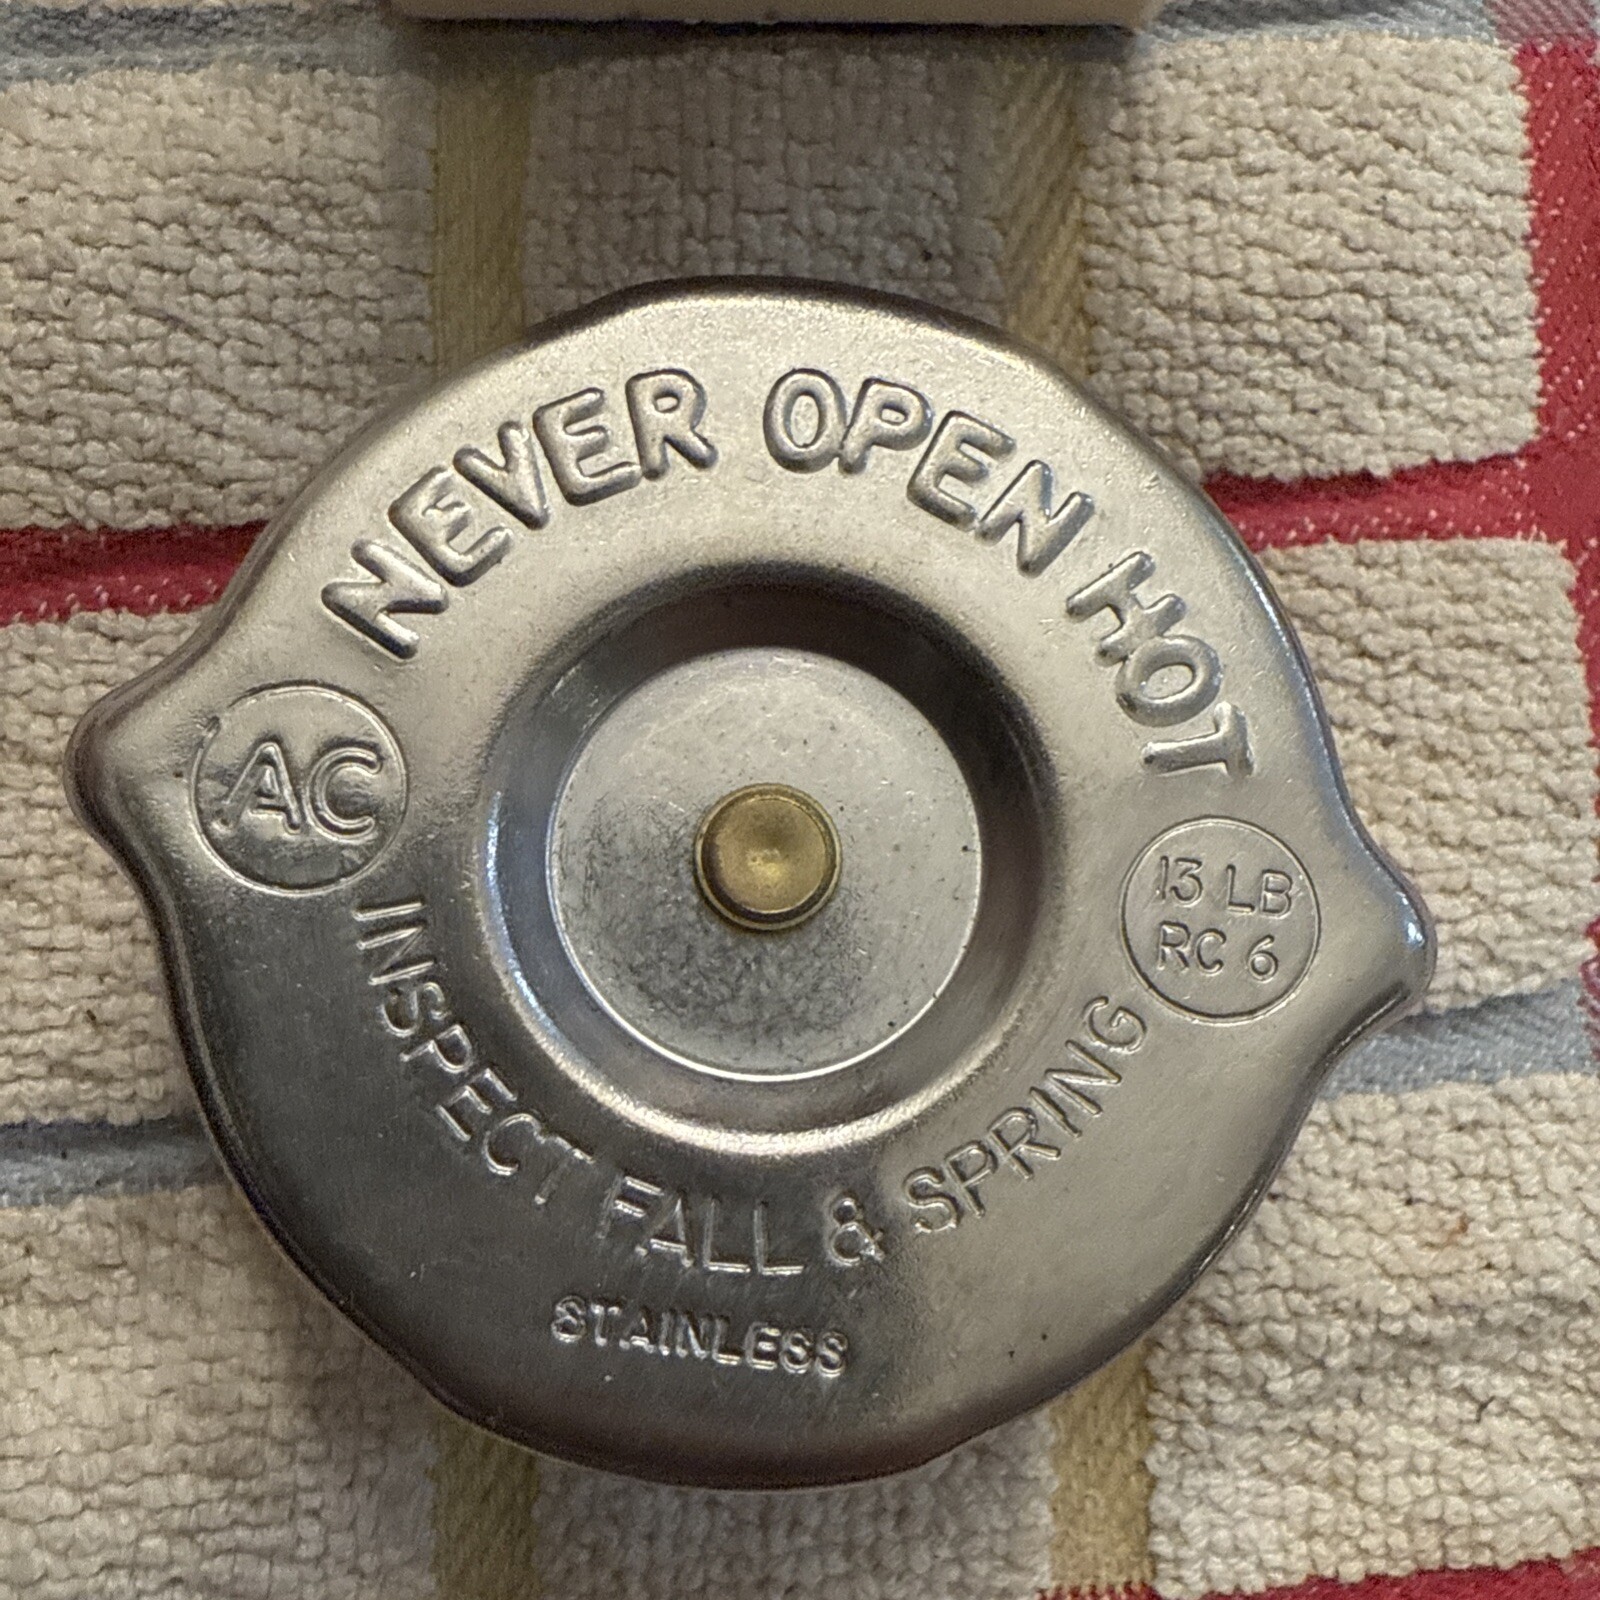 NEVER OPEN HOT
AC
13 LB
RC 6
INSPECT FALL & SPRING
STAINLESS